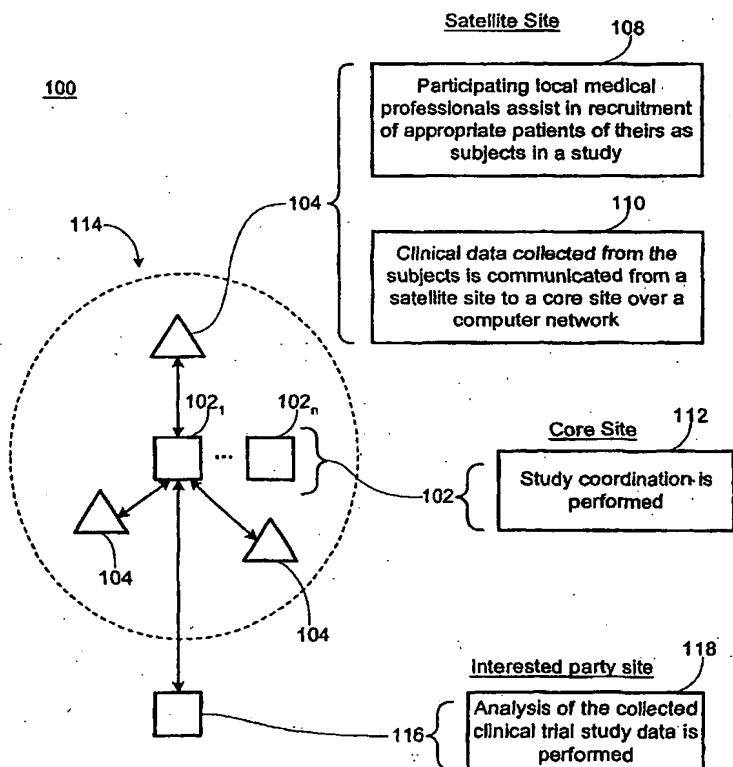 Satellite Site
108
100
Participating local medical
professionals assist in recruitment
of appropriate patients of theirs as
subjects in a study
104
110
114
Clinical data collected from the
subjects is communicated from a
satellite site to a core site over a
computer network
102₁
102ₙ
...
Core Site
112
102
Study coordination is
performed
104
104
Interested party site
118
116
Analysis of the collected
clinical trial study data is
performed